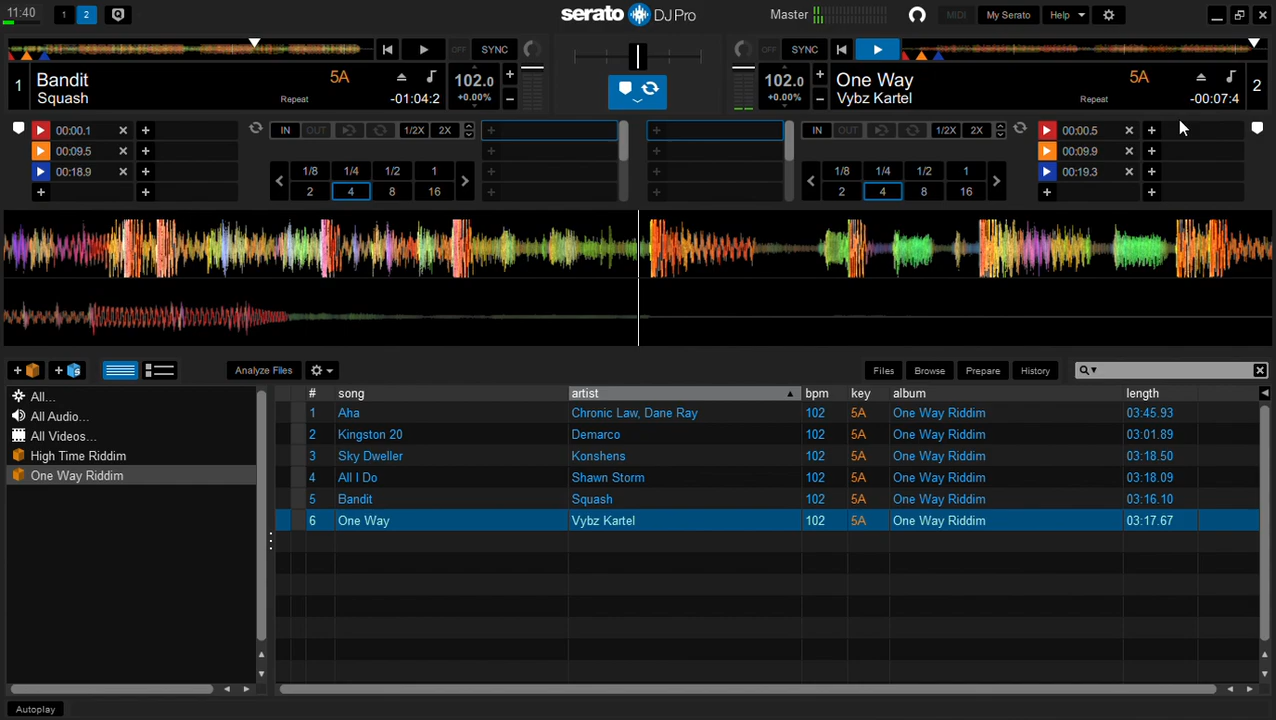 11:40 1 2 serato DJ Pro Master MIDI My Serato Help
OFF SYNC OFF SYNC
1 Bandit 5A 102.0 102.0 One Way 5A 2
Squash Repeat -01:04:2 +0.00% +0.00% Vybz Kartel Repeat -00:07:4
00:00.1 IN OUT 1/2X 2X IN OUT 1/2X 2X 00:00.5
00:09.5 00:09.9
00:18.9 1/8 1/4 1/2 1 1/8 1/4 1/2 1 00:19.3
2 4 8 16 2 4 8 16
Analyze Files Files Browse Prepare History
# song artist bpm key album length
All...
All Audio...
All Videos...
High Time Riddim
One Way Riddim
1 Aha Chronic Law, Dane Ray 102 5A One Way Riddim 03:45.93
2 Kingston 20 Demarco 102 5A One Way Riddim 03:01.89
3 Sky Dweller Konshens 102 5A One Way Riddim 03:18.50
4 All I Do Shawn Storm 102 5A One Way Riddim 03:18.09
5 Bandit Squash 102 5A One Way Riddim 03:16.10
6 One Way Vybz Kartel 102 5A One Way Riddim 03:17.67
Autoplay